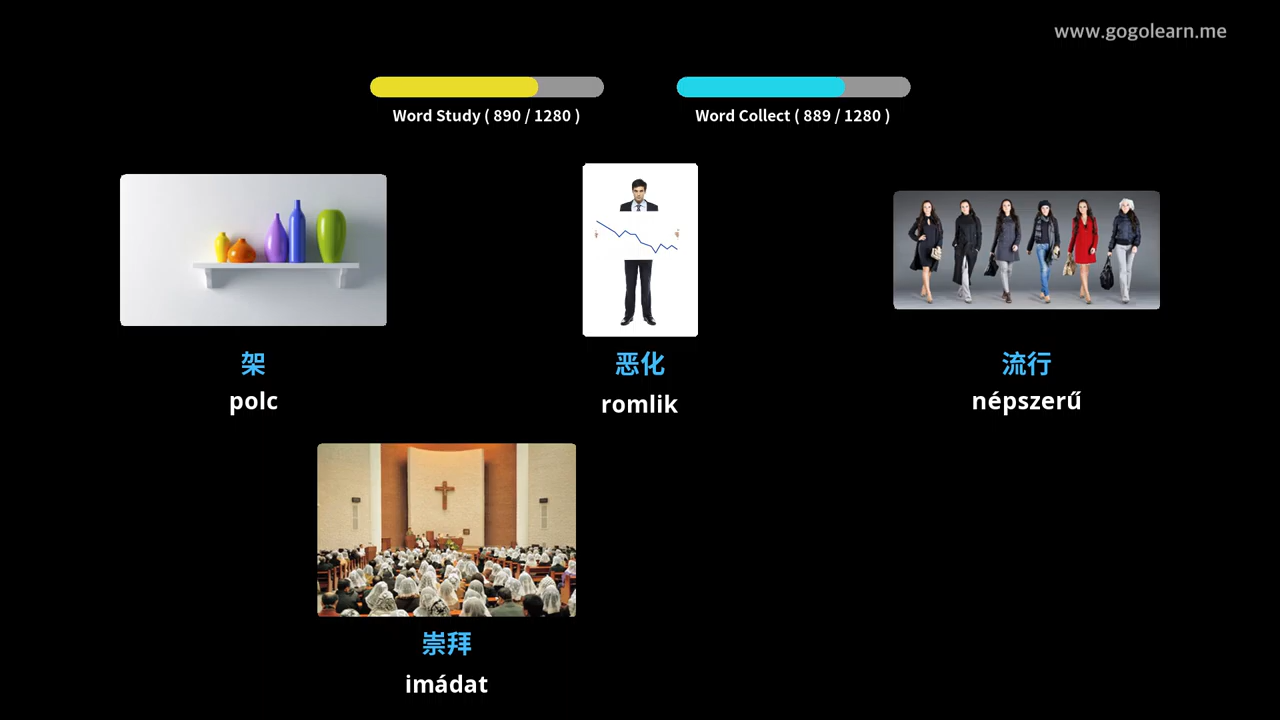 www.gogolearn.me
Word Study ( 890 / 1280 )
Word Collect ( 889 / 1280 )
架
恶化
流行
polc
romlik
népszerű
崇拜
imádat